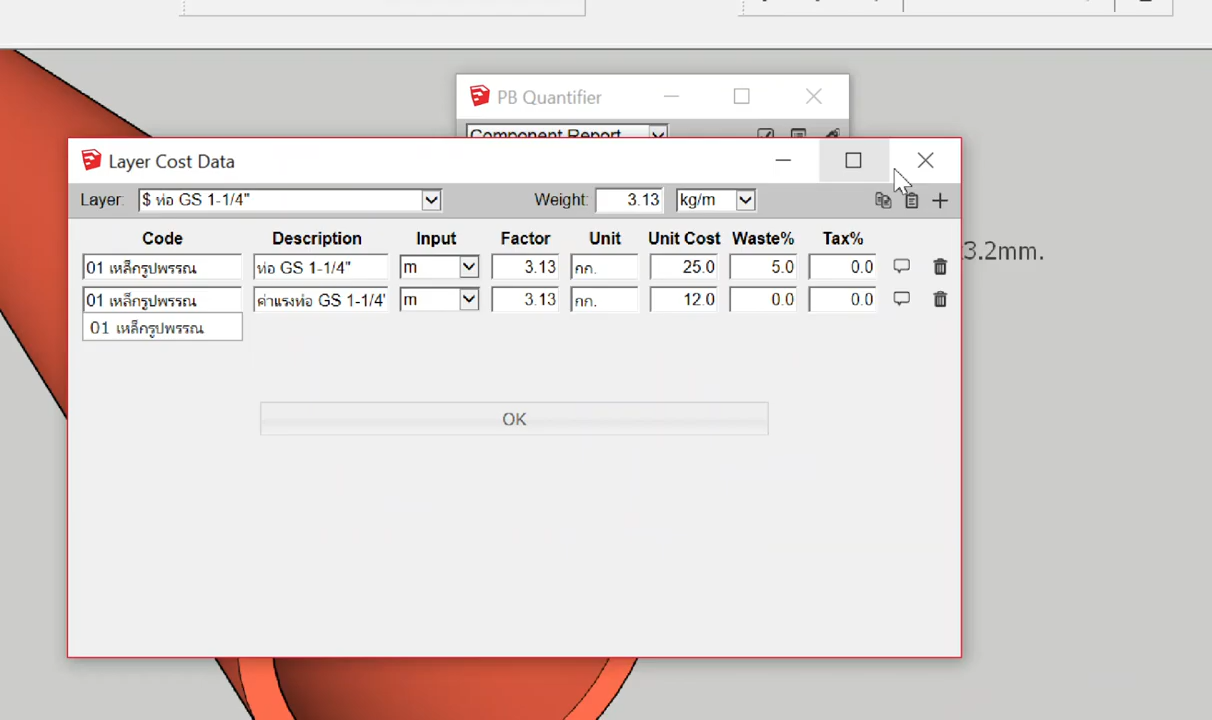 PB Quantifier
Component Report
Layer Cost Data
Layer: $ ท่อ GS 1-1/4" Weight: 3.13 kg/m
Code Description Input Factor Unit Unit Cost Waste% Tax%
01 เหล็กรูปพรรณ ท่อ GS 1-1/4" m 3.13 กก. 25.0 5.0 0.0
01 เหล็กรูปพรรณ ค่าแรงท่อ GS 1-1/4' m 3.13 กก. 12.0 0.0 0.0
01 เหล็กรูปพรรณ
OK
3.2mm.